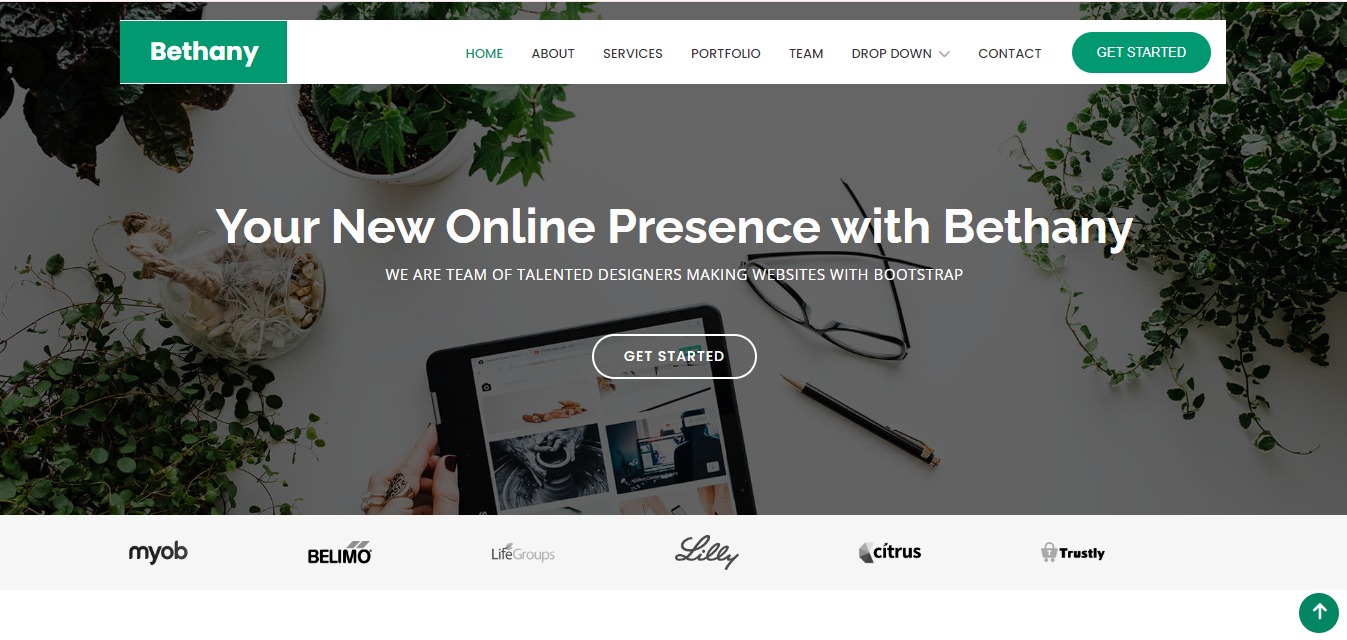 Bethany
HOME ABOUT SERVICES PORTFOLIO TEAM DROP DOWN CONTACT GET STARTED
Your New Online Presence with Bethany
WE ARE TEAM OF TALENTED DESIGNERS MAKING WEBSITES WITH BOOTSTRAP
GET STARTED
myob BELIMO LifeGroups Lilly citrus Trustly